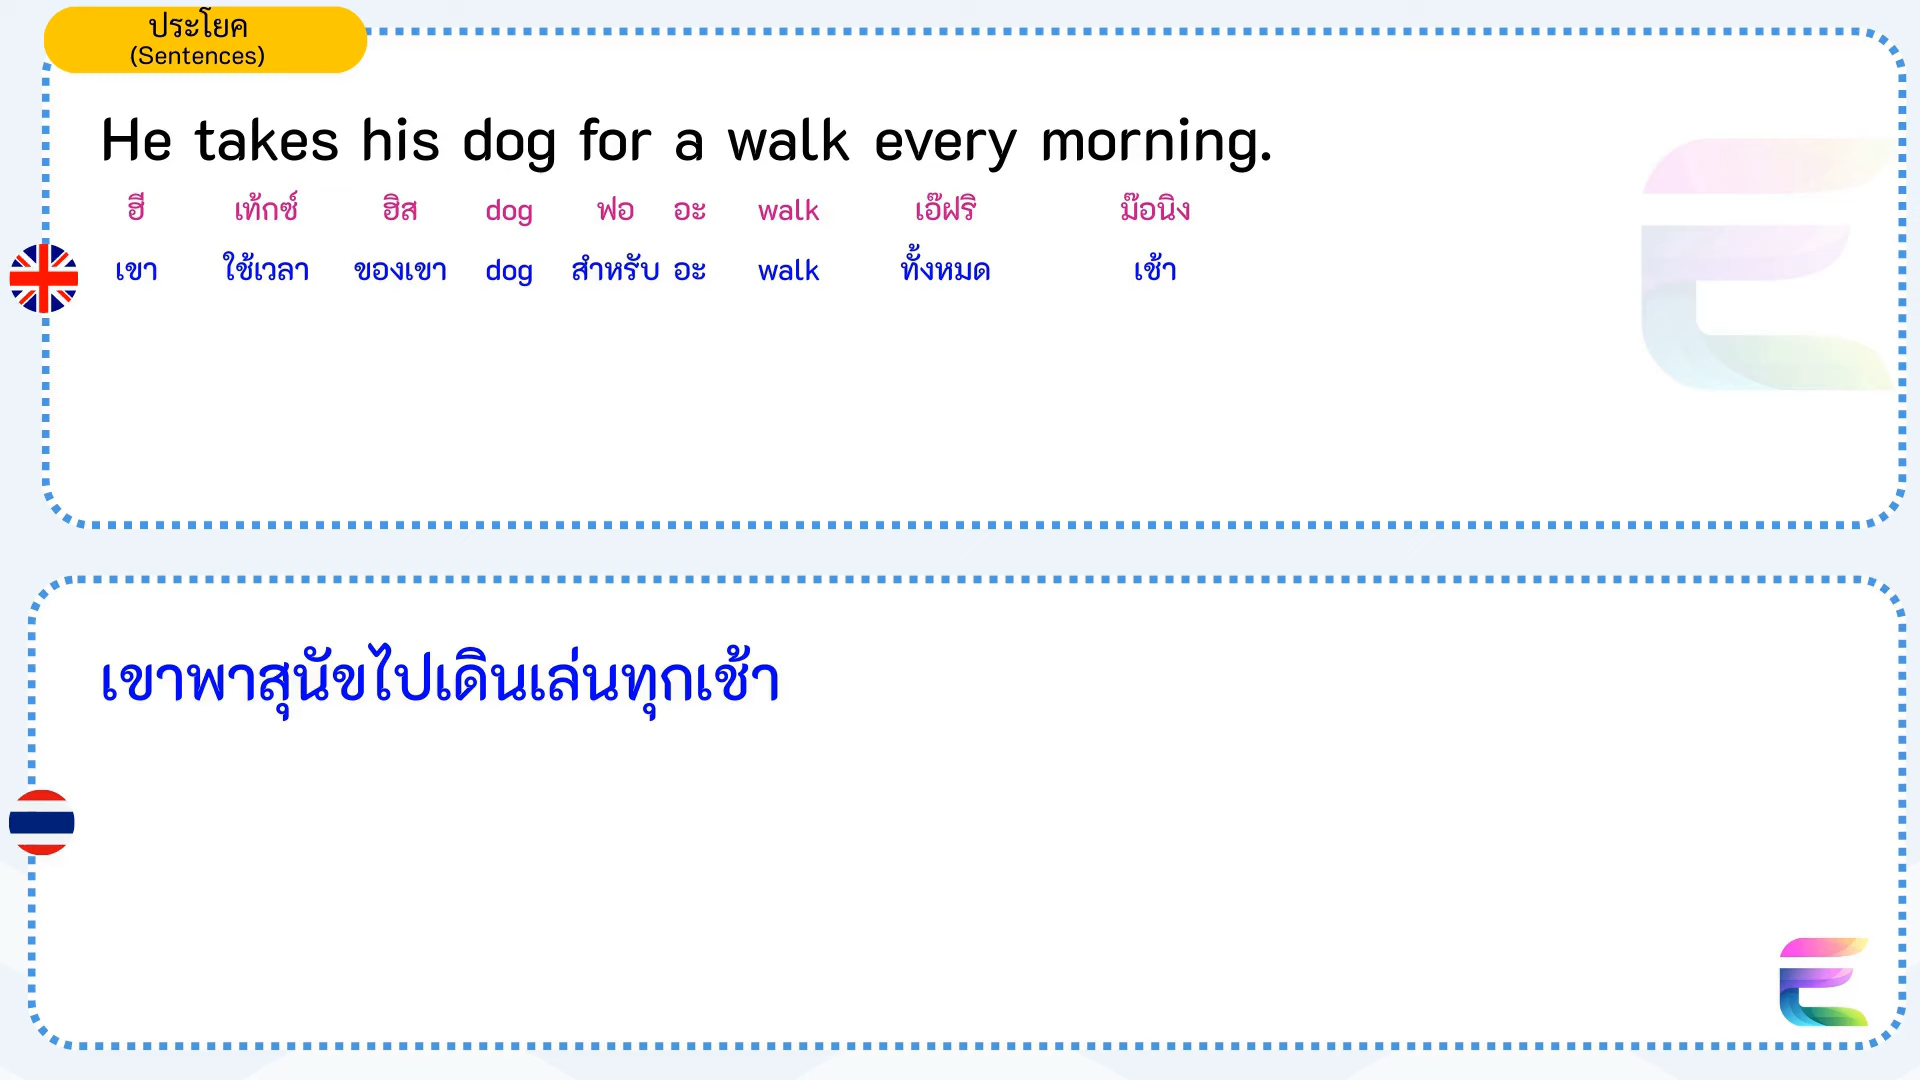 ประโยค
(Sentences)
He takes his dog for a walk every morning.
ฮี เท้กซ์ ฮิส dog ฟอ อะ walk เอ๊ฝริ ม๊อนิง
เขา ใช้เวลา ของเขา dog สำหรับ อะ walk ทั้งหมด เช้า
เขาพาสุนัขไปเดินเล่นทุกเช้า